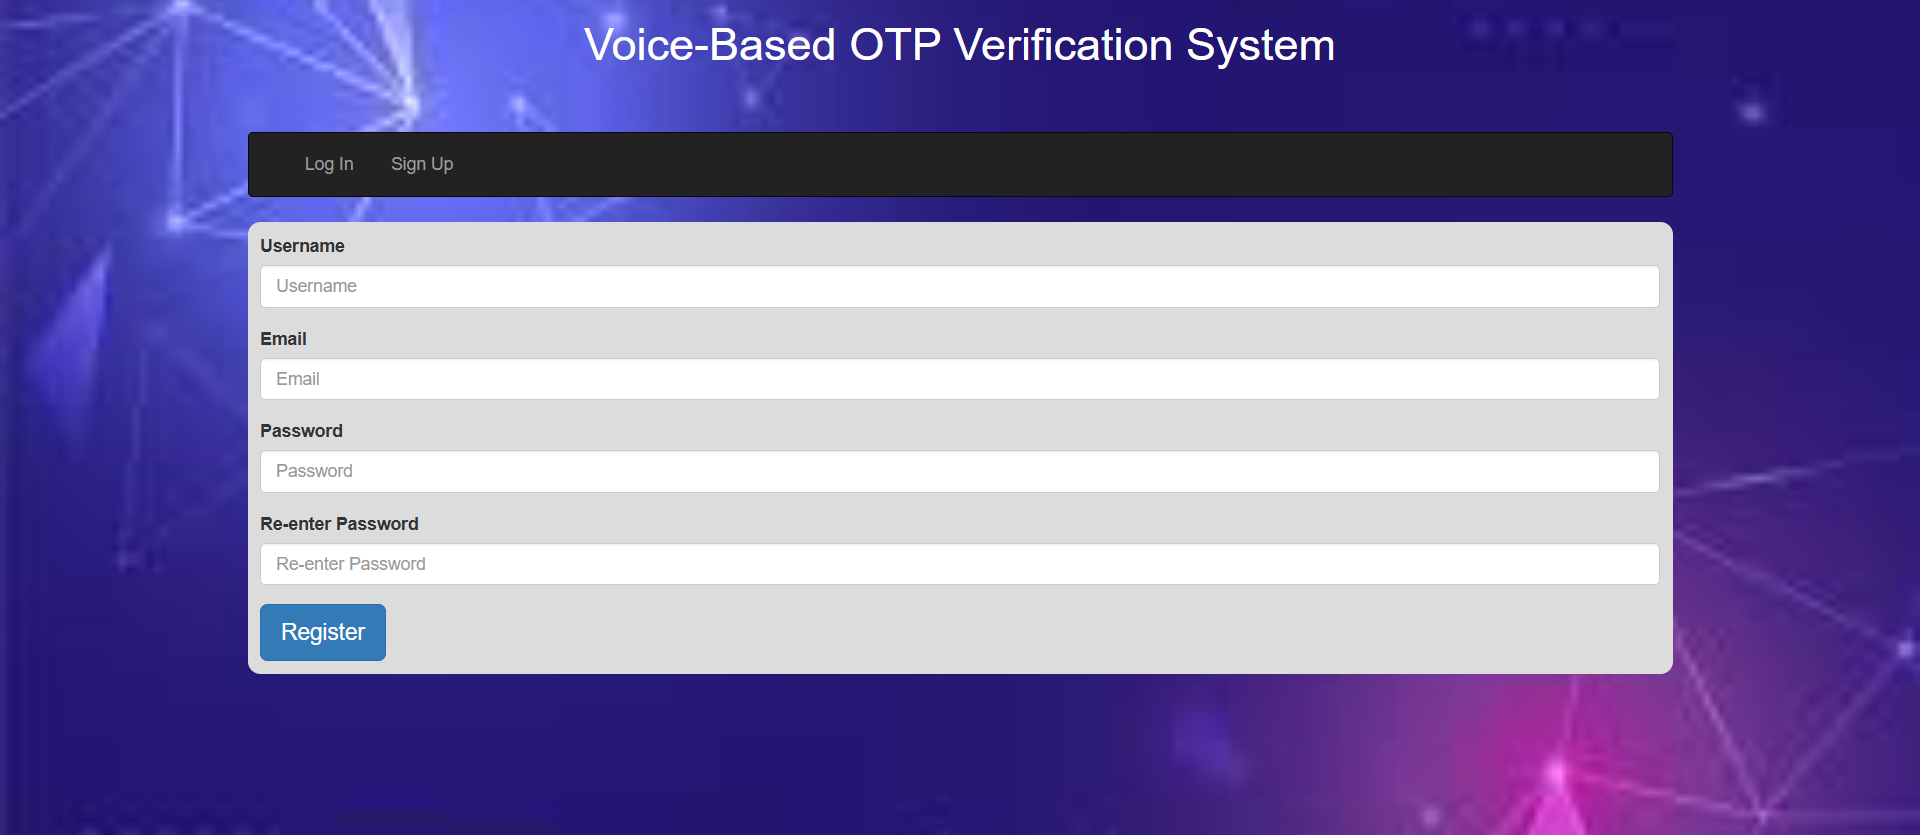 Voice-Based OTP Verification System
Log In Sign Up
Username
Username
Email
Email
Password
Password
Re-enter Password
Re-enter Password
Register